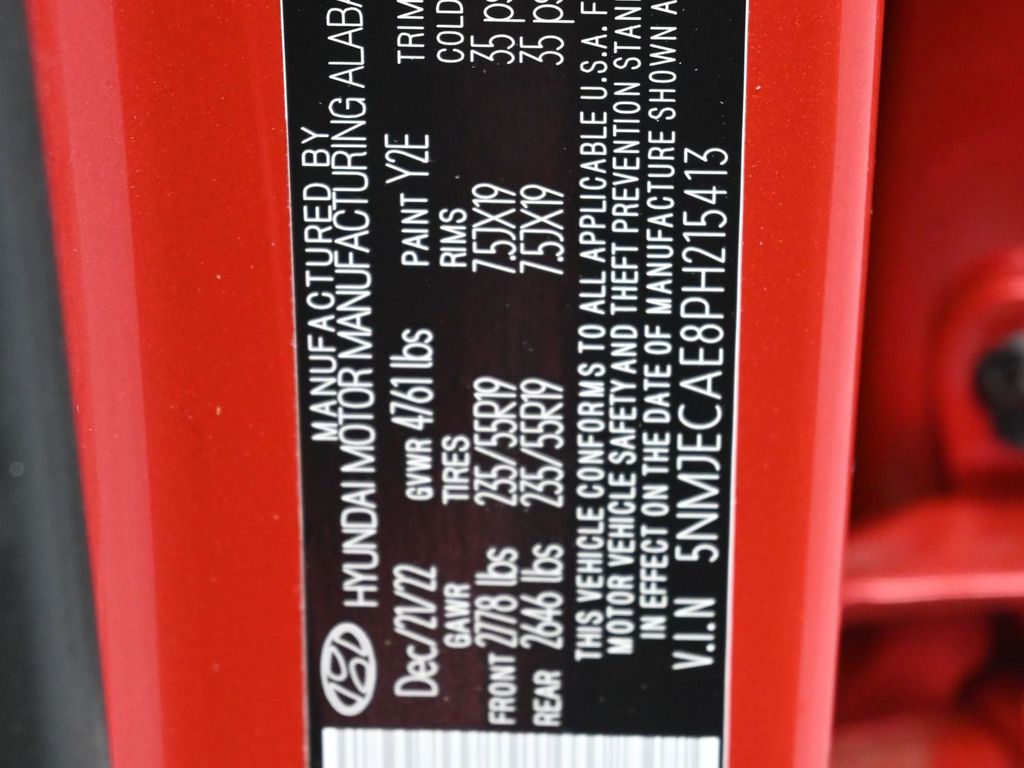 MANUFACTURED BY
HYUNDAI MOTOR MANUFACTURING ALABA
Dec/21/22 GVWR 4761 lbs PAINT Y2E TRIM
GAWR TIRES RIMS COLD
FRONT 2778 lbs 235/55R19 7.5JX19 35 ps
REAR 2646 lbs 235/55R19 7.5JX19 35 ps
THIS VEHICLE CONFORMS TO ALL APPLICABLE U.S.A. F
MOTOR VEHICLE SAFETY AND THEFT PREVENTION STAN
IN EFFECT ON THE DATE OF MANUFACTURE SHOWN A
V.I.N 5NMJECAE8PH215413